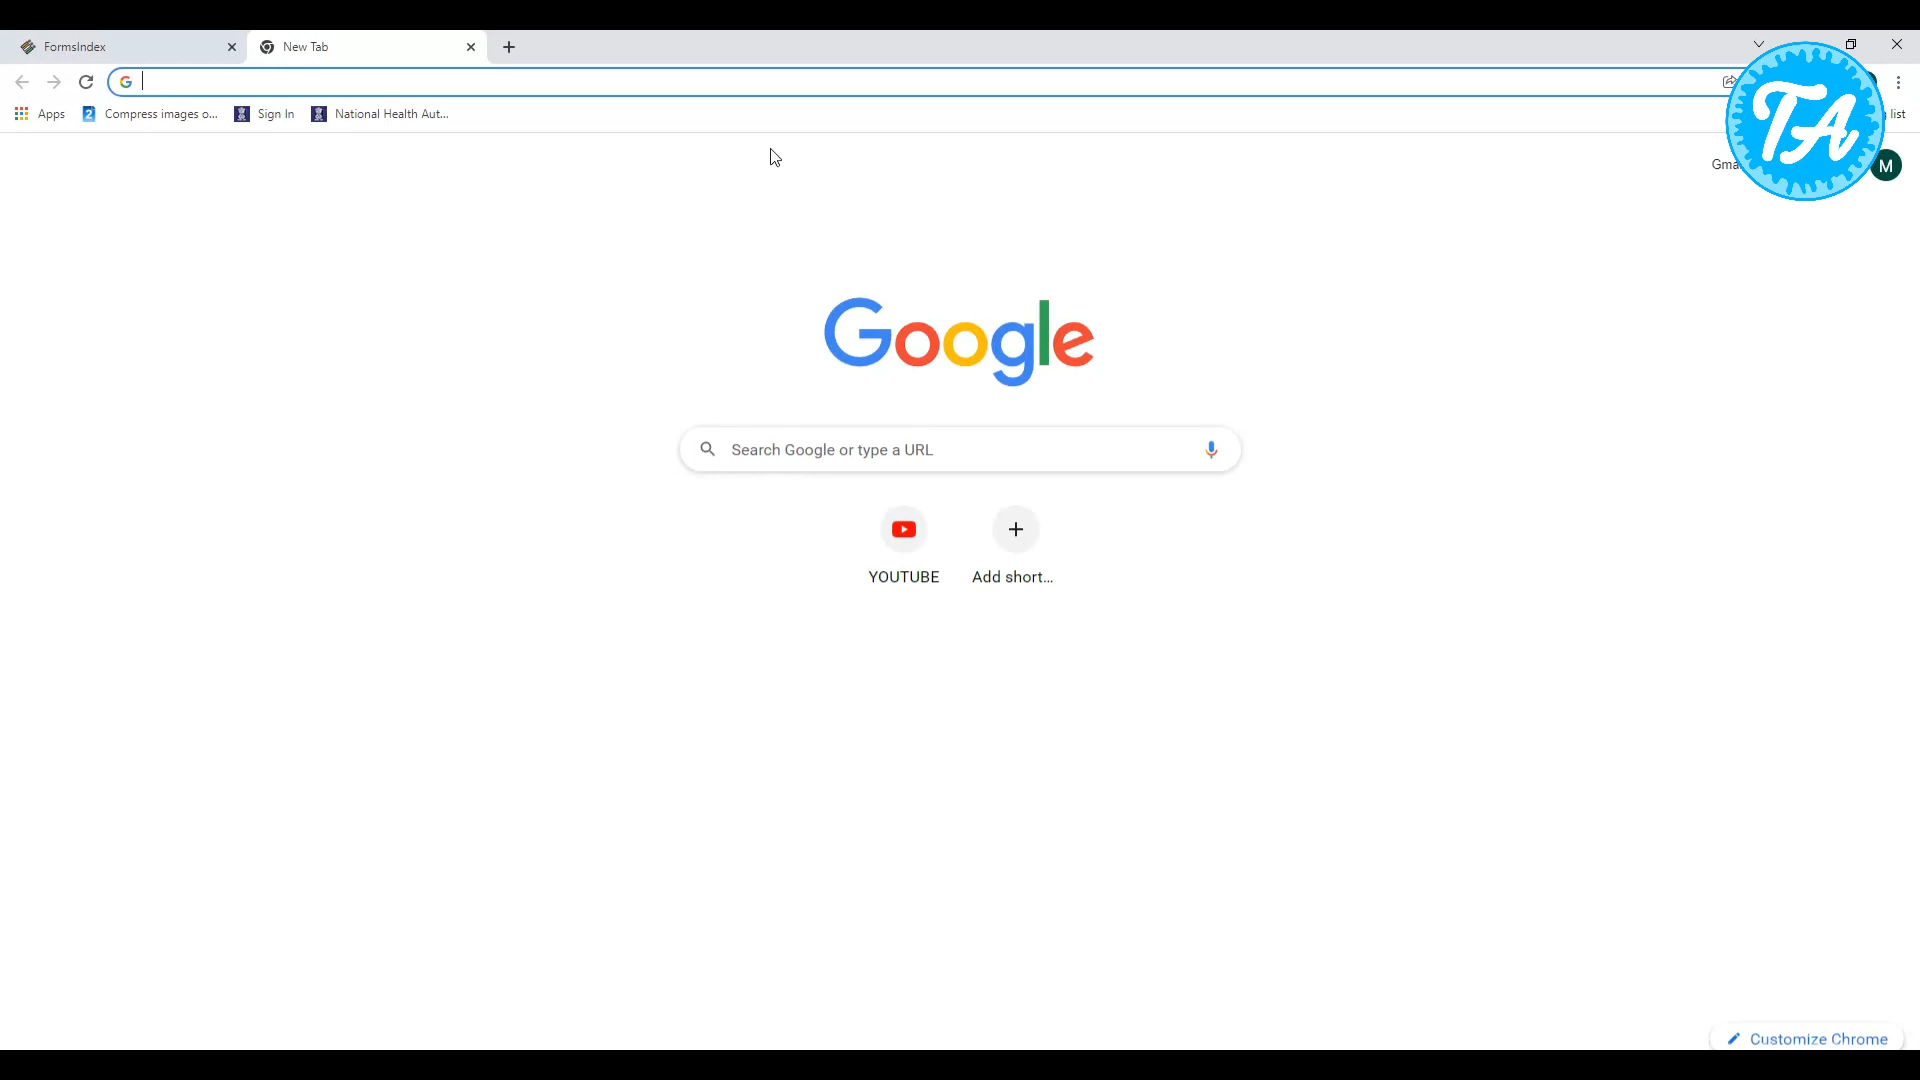 FormsIndex
New Tab
Apps
Compress images o...
Sign In
National Health Aut...
list
TA
M
Google
Search Google or type a URL
YOUTUBE
Add short...
Customize Chrome